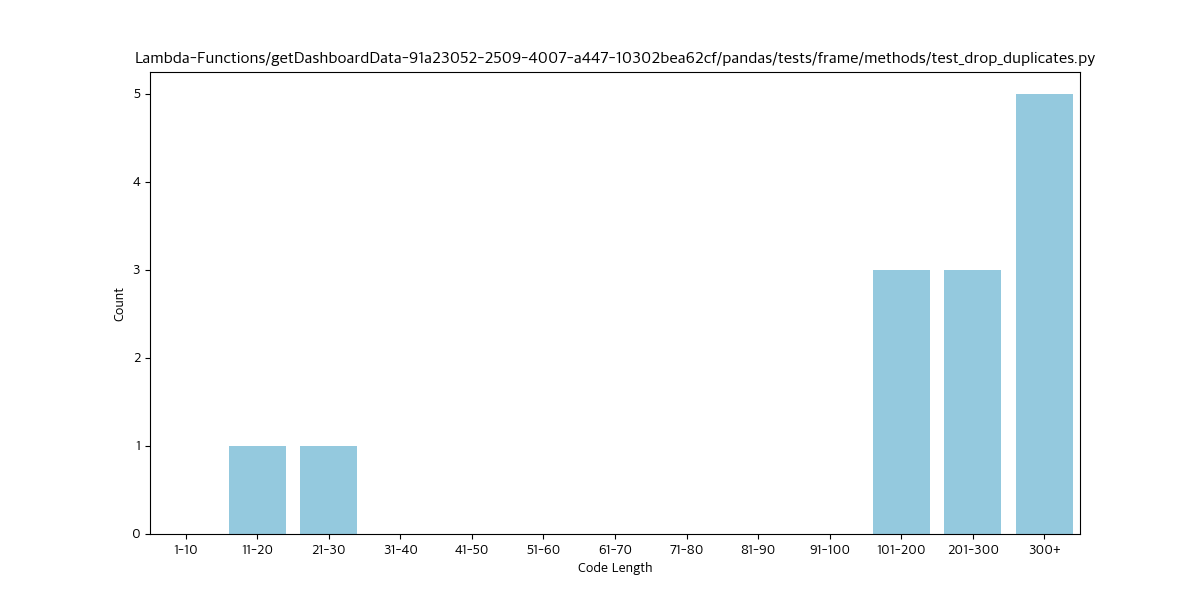 Lambda-Functions/getDashboardData-91a23052-2509-4007-a447-10302bea62cf/pandas/tests/frame/methods/test_drop_duplicates.py
5
4
3
2
1
0
Count
1-10 11-20 21-30 31-40 41-50 51-60 61-70 71-80 81-90 91-100 101-200 201-300 300+
Code Length